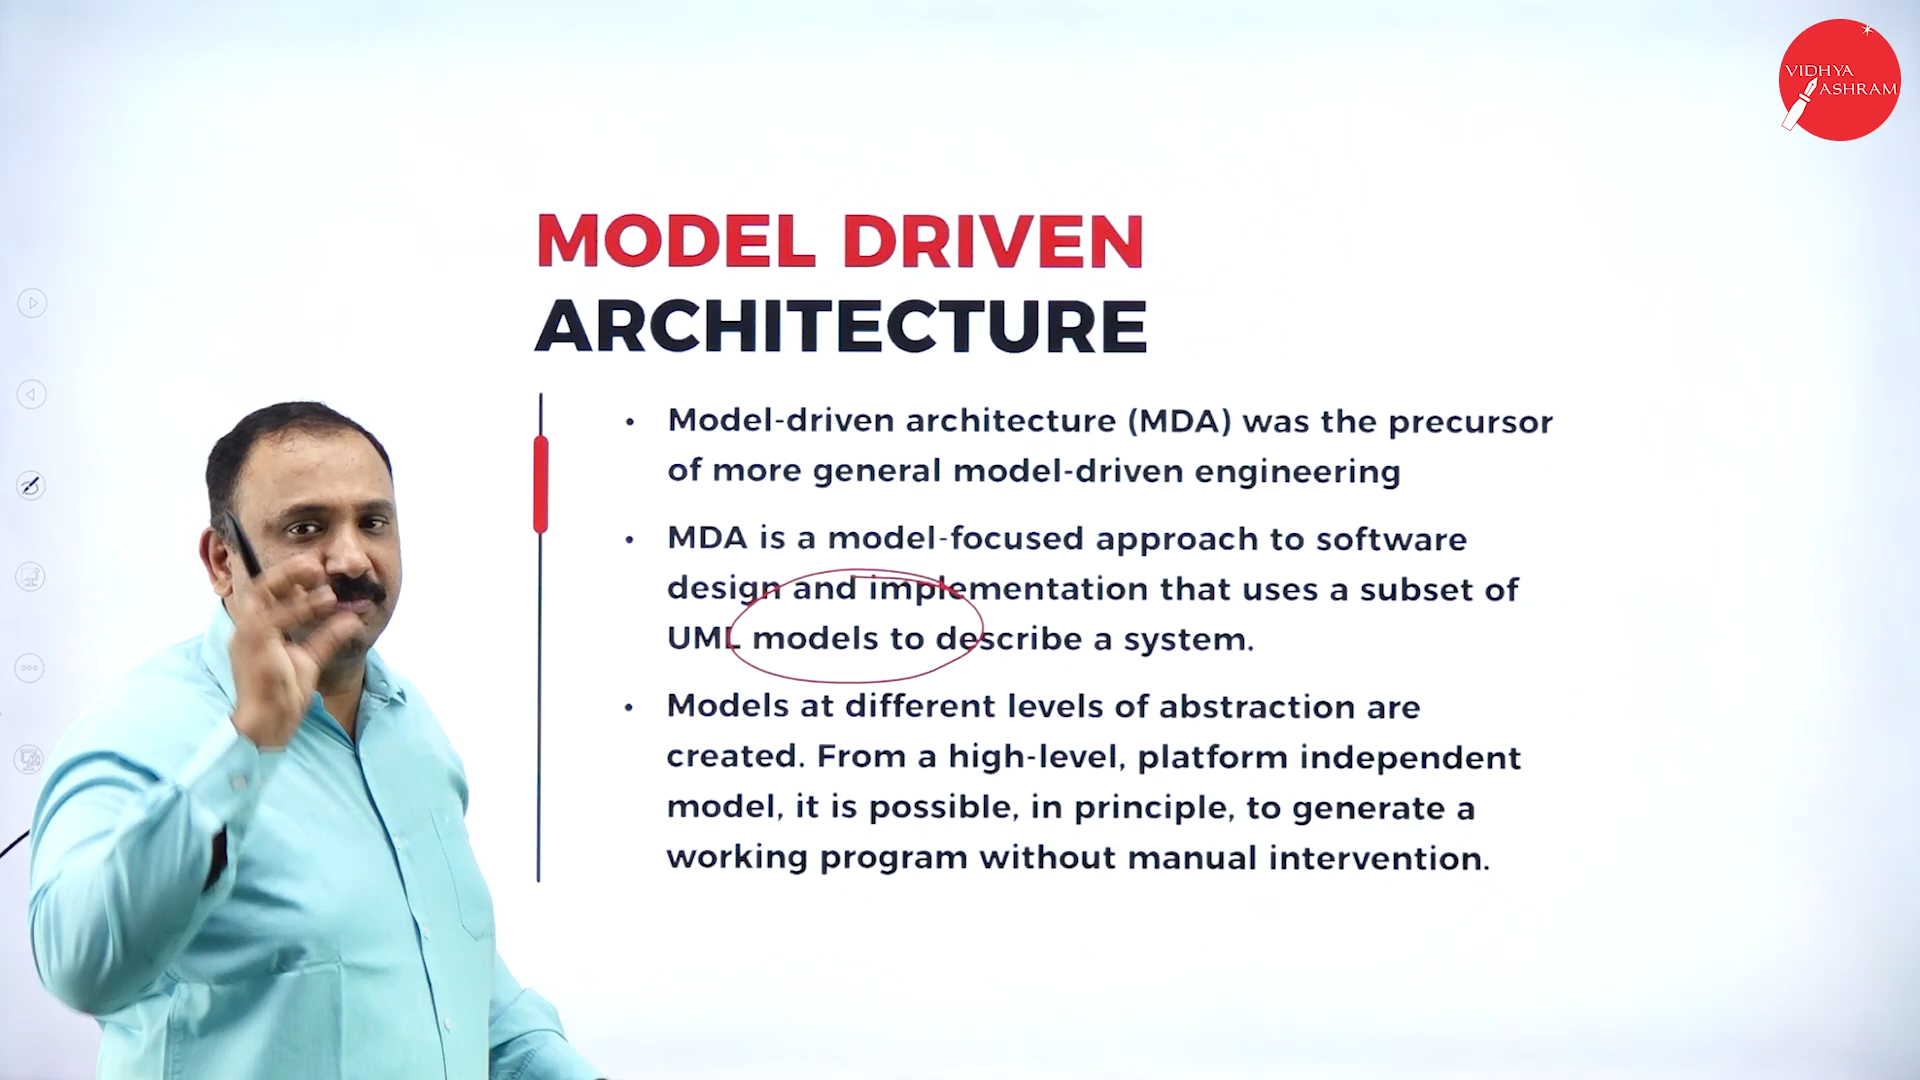 VIDHYA
ASHRAM
MODEL DRIVEN
ARCHITECTURE
• Model-driven architecture (MDA) was the precursor
of more general model-driven engineering
• MDA is a model-focused approach to software
design and implementation that uses a subset of
UML models to describe a system.
• Models at different levels of abstraction are
created. From a high-level, platform independent
model, it is possible, in principle, to generate a
working program without manual intervention.